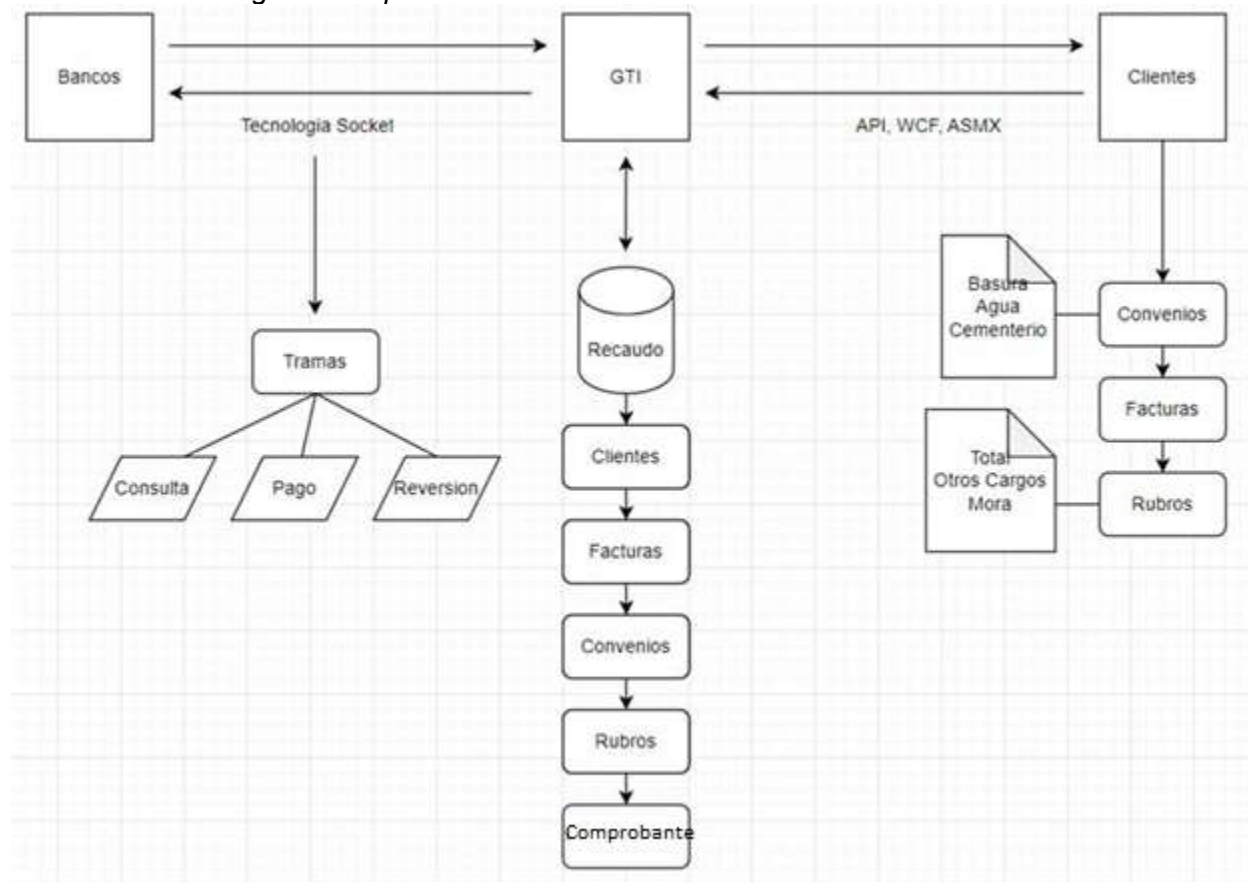 Bancos
GTI
Clientes
Tecnologia Socket
API, WCF, ASMX
Tramas
Consulta
Pago
Reversion
Recaudo
Clientes
Facturas
Convenios
Rubros
Comprobante
Basura
Agua
Cementerio
Convenios
Facturas
Total
Otros Cargos
Mora
Rubros